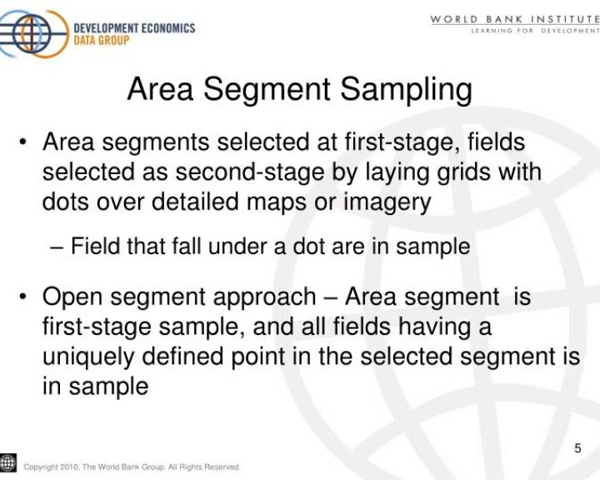 DEVELOPMENT ECONOMICS
DATA GROUP
WORLD BANK INSTITUTE
LEARNING FOR DEVELOPMENT
Area Segment Sampling
• Area segments selected at first-stage, fields
selected as second-stage by laying grids with
dots over detailed maps or imagery
– Field that fall under a dot are in sample
• Open segment approach – Area segment is
first-stage sample, and all fields having a
uniquely defined point in the selected segment is
in sample
5
Copyright 2010, The World Bank Group. All Rights Reserved.